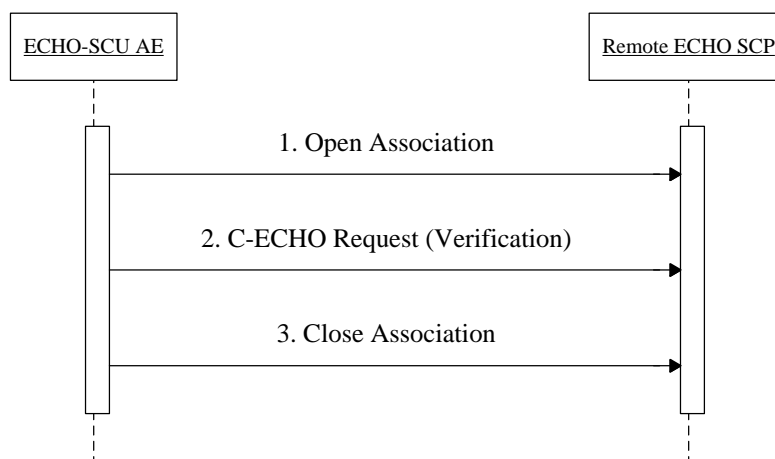 ECHO-SCU AE
Remote ECHO SCP
1. Open Association
2. C-ECHO Request (Verification)
3. Close Association